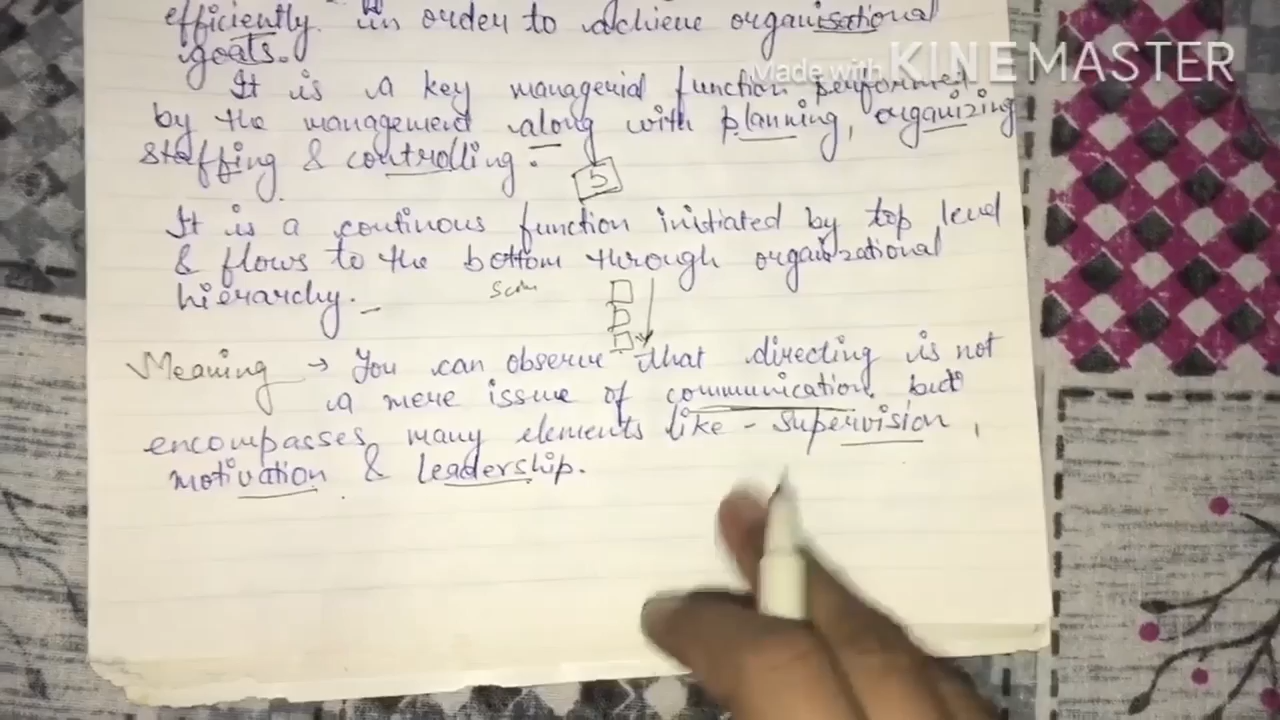 efficiently in order to achieve organisational
goals.
Made with KINEMASTER
It is a key managerial function performed
by the management along with planning, organizing
staffing & controlling.
5
It is a continous function initiated by top level
& flows to the bottom through organizational
hierarchy.
Meaning → You can observe that directing is not
a mere issue of communication but
encompasses many elements like - supervision,
motivation & leadership.